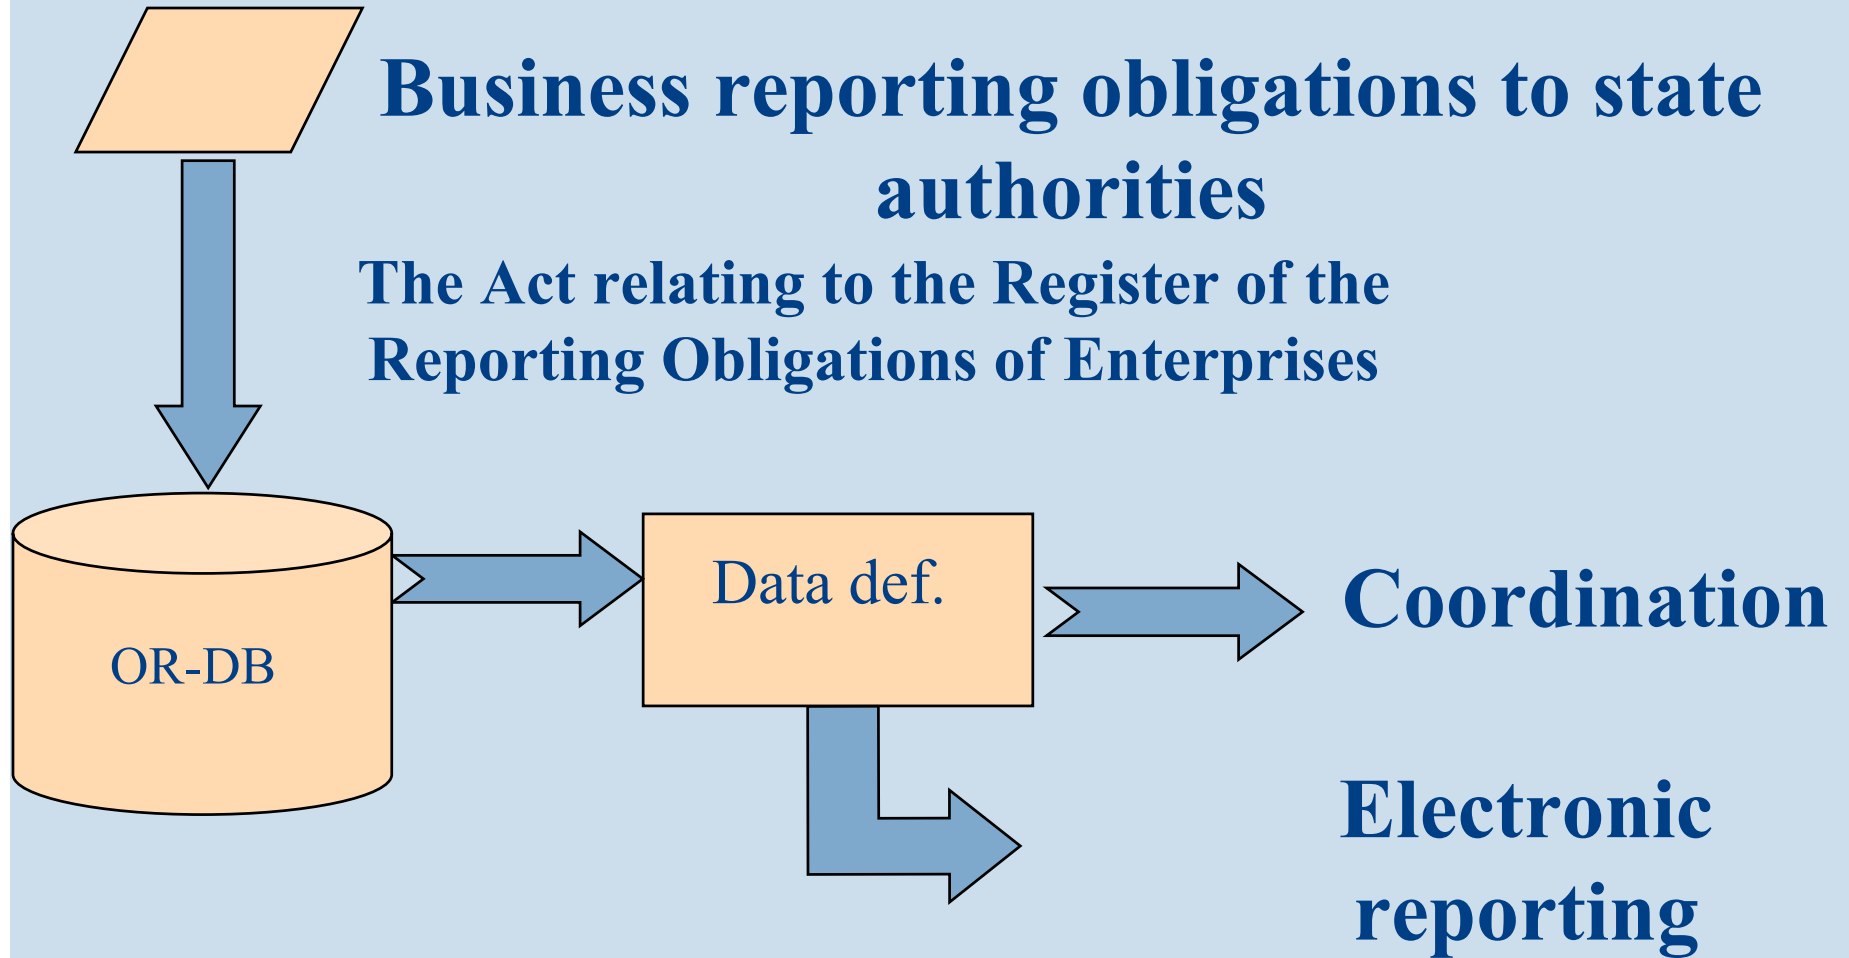 Business reporting obligations to state
authorities
The Act relating to the Register of the
Reporting Obligations of Enterprises
Data def.
Coordination
OR-DB
Electronic
reporting